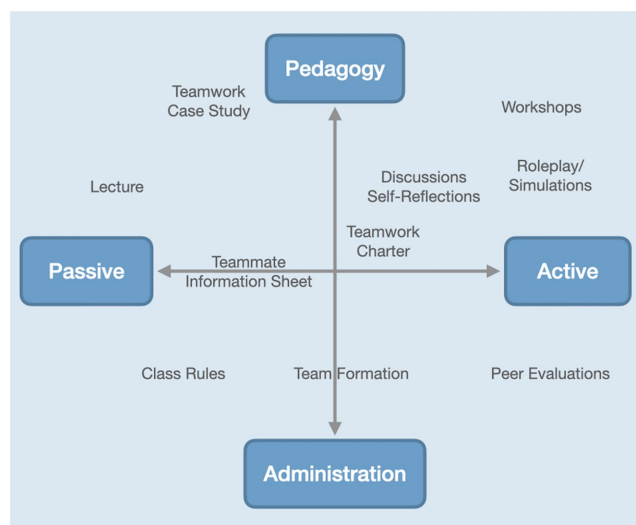 Pedagogy
Teamwork
Case Study
Workshops
Discussions
Self-Reflections
Roleplay/
Simulations
Lecture
Teamwork
Charter
Passive
Teammate
Information Sheet
Active
Class Rules
Team Formation
Peer Evaluations
Administration